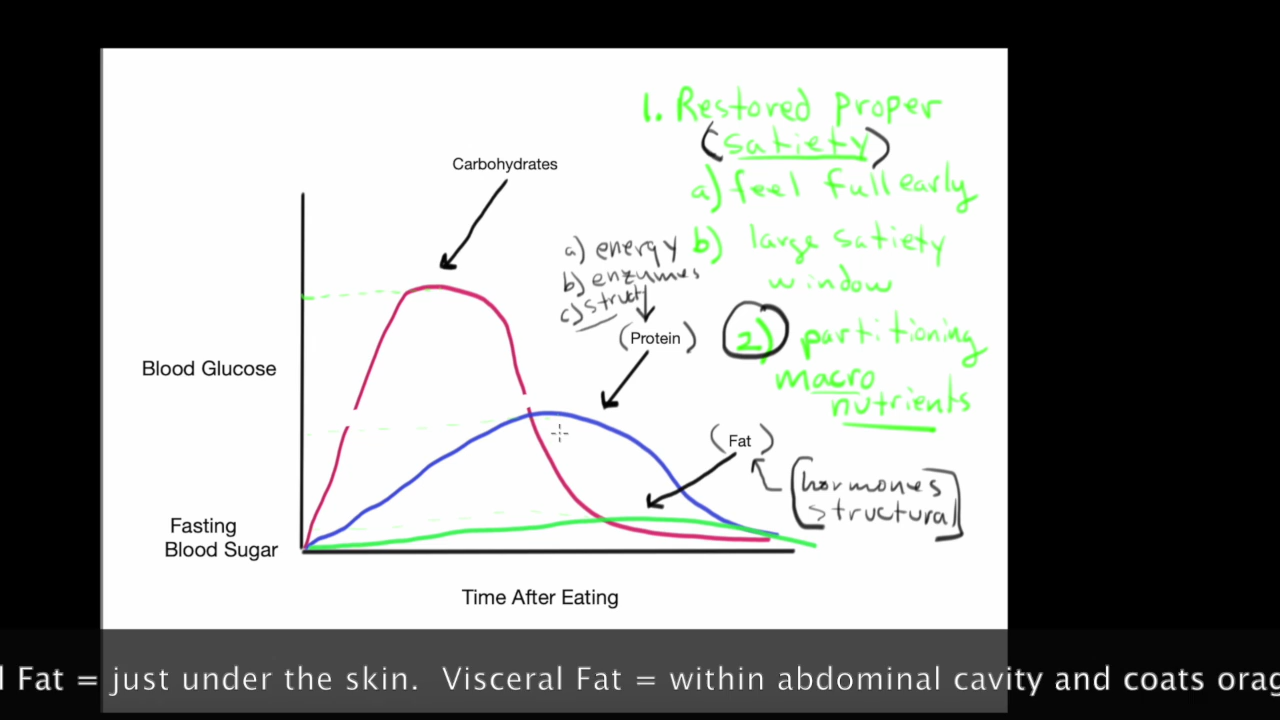 1. Restored proper
(satiety)
a) feel full early
b) large satiety
window
2) partitioning
macro
nutrients
Carbohydrates
a) energy
b) enzymes
c) struct
(Protein)
(Fat)
hormones
structural
Blood Glucose
Fasting
Blood Sugar
Time After Eating
l Fat = just under the skin. Visceral Fat = within abdominal cavity and coats orag